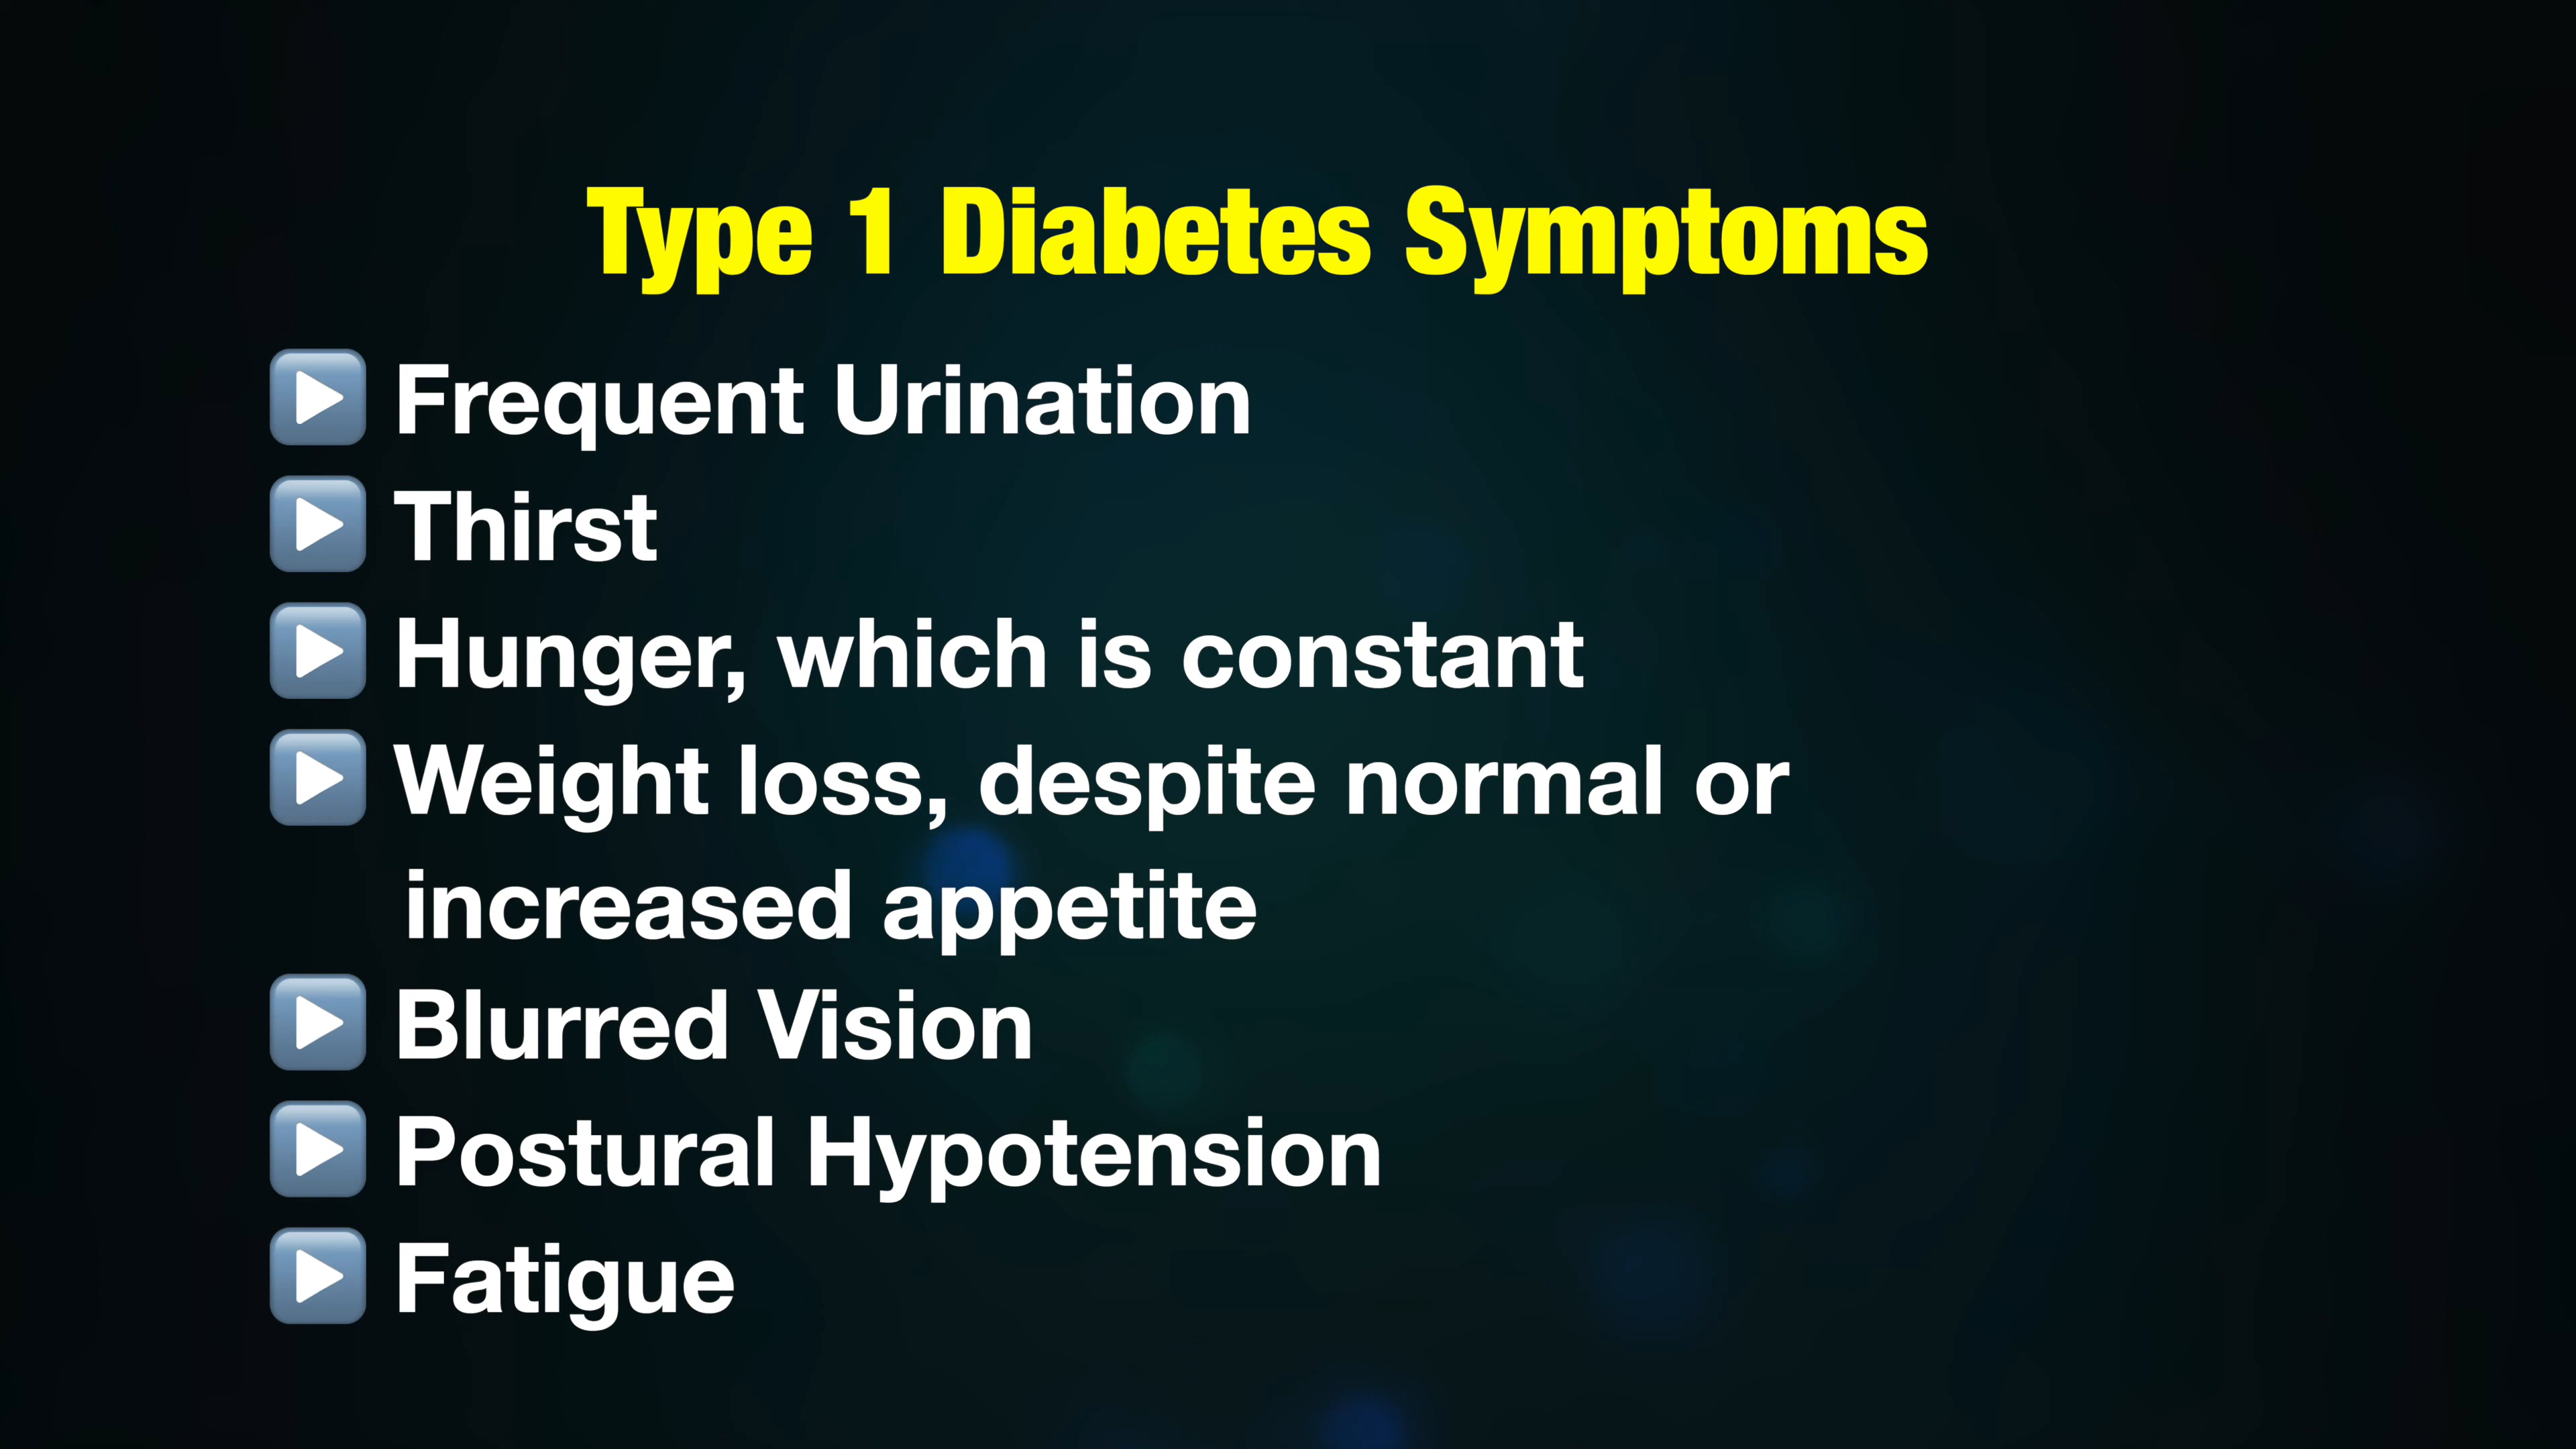 Type 1 Diabetes Symptoms
▶️ Frequent Urination
▶️ Thirst
▶️ Hunger, which is constant
▶️ Weight loss, despite normal or
increased appetite
▶️ Blurred Vision
▶️ Postural Hypotension
▶️ Fatigue